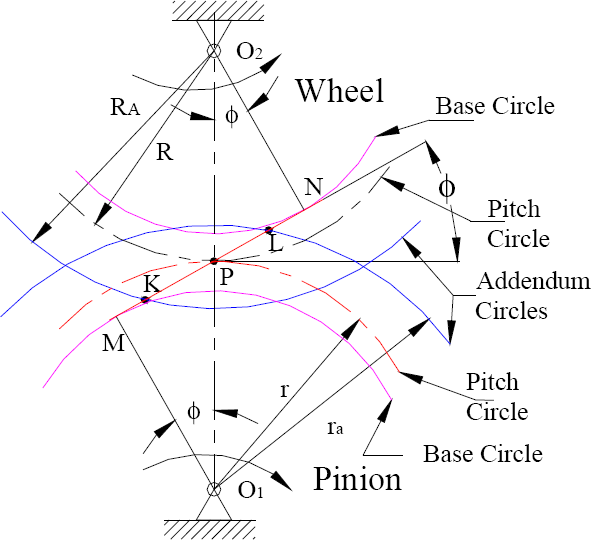 O2
Wheel
RA
ϕ
Base Circle
R
N
ϕ
Pitch
Circle
L
P
K
Addendum
Circles
M
Pitch
Circle
ϕ
r
ra
Base Circle
Pinion
O1